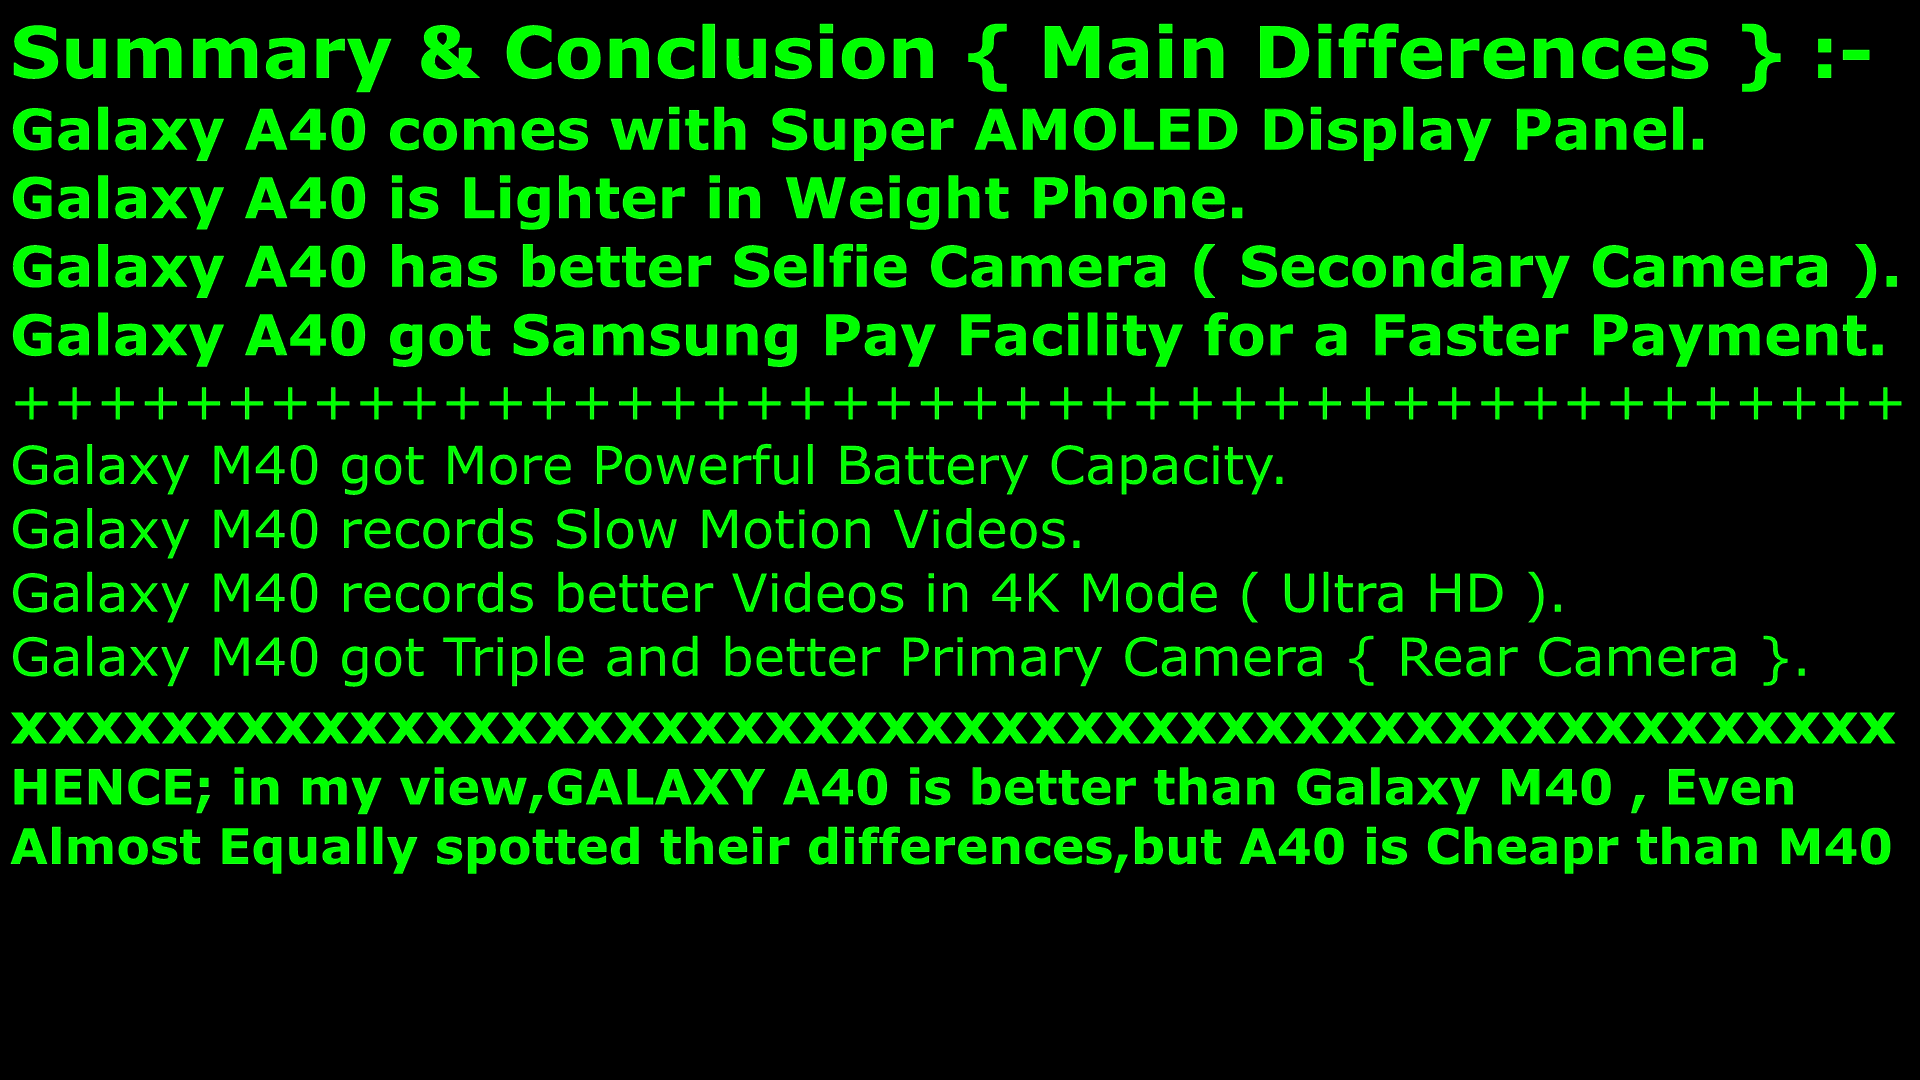 Summary & Conclusion { Main Differences } :-
Galaxy A40 comes with Super AMOLED Display Panel.
Galaxy A40 is Lighter in Weight Phone.
Galaxy A40 has better Selfie Camera ( Secondary Camera ).
Galaxy A40 got Samsung Pay Facility for a Faster Payment.
++++++++++++++++++++++++++++++++++++++++++++
Galaxy M40 got More Powerful Battery Capacity.
Galaxy M40 records Slow Motion Videos.
Galaxy M40 records better Videos in 4K Mode ( Ultra HD ).
Galaxy M40 got Triple and better Primary Camera { Rear Camera }.
xxxxxxxxxxxxxxxxxxxxxxxxxxxxxxxxxxxxxxxxxxxxxxxxxx
HENCE; in my view,GALAXY A40 is better than Galaxy M40 , Even
Almost Equally spotted their differences,but A40 is Cheapr than M40